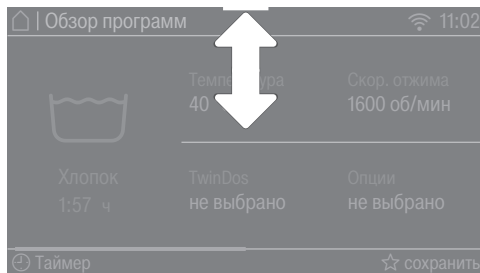 | Обзор программ 11:02
Температура Скор. отжима
40 1600 об/мин
Хлопок TwinDos Опции
1:57 ч не выбрано не выбрано
Таймер сохранить